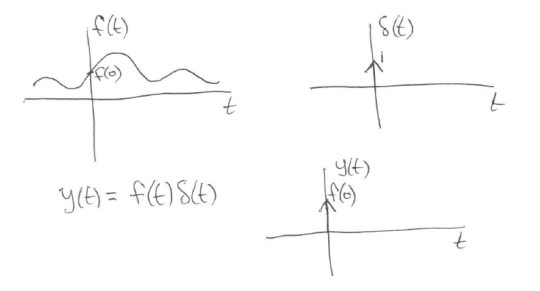 f(t)
f(0)
t
δ(t)
1
t
y(t) = f(t)δ(t)
y(t)
f(0)
t